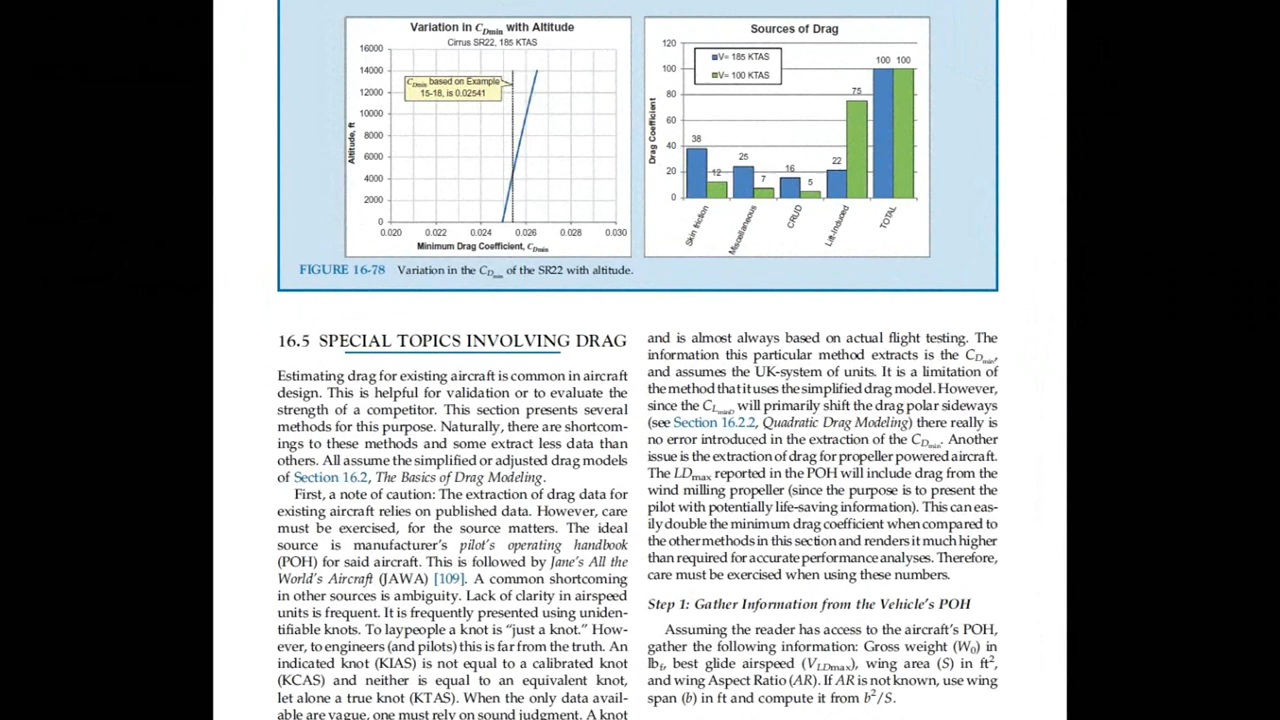 Variation in C_Dmin with Altitude
Cirrus SR22, 185 KTAS
16000
14000
12000
10000
8000
6000
4000
2000
0
Altitude, ft
C_Dmin based on Example
15-18, is 0.02541
0.020 0.022 0.024 0.026 0.028 0.030
Minimum Drag Coefficient, C_Dmin
Sources of Drag
120
100
80
60
40
20
0
Drag Coefficient
V= 185 KTAS
V= 100 KTAS
38 12 25 7 16 5 22 75 100 100
Skin friction
Miscellaneous
CRUD
Lift-Induced
TOTAL
FIGURE 16-78 Variation in the C_Dmin of the SR22 with altitude.
16.5 SPECIAL TOPICS INVOLVING DRAG
Estimating drag for existing aircraft is common in aircraft
design. This is helpful for validation or to evaluate the
strength of a competitor. This section presents several
methods for this purpose. Naturally, there are shortcom-
ings to these methods and some extract less data than
others. All assume the simplified or adjusted drag models
of Section 16.2, The Basics of Drag Modeling.
First, a note of caution: The extraction of drag data for
existing aircraft relies on published data. However, care
must be exercised, for the source matters. The ideal
source is manufacturer's pilot's operating handbook
(POH) for said aircraft. This is followed by Jane's All the
World's Aircraft (JAWA) [109]. A common shortcoming
in other sources is ambiguity. Lack of clarity in airspeed
units is frequent. It is frequently presented using uniden-
tifiable knots. To laypeople a knot is "just a knot." How-
ever, to engineers (and pilots) this is far from the truth. An
indicated knot (KIAS) is not equal to a calibrated knot
(KCAS) and neither is equal to an equivalent knot,
let alone a true knot (KTAS). When the only data avail-
able are vague, one must rely on sound judgment. A knot
and is almost always based on actual flight testing. The
information this particular method extracts is the C_Dmin,
and assumes the UK-system of units. It is a limitation of
the method that it uses the simplified drag model. However,
since the C_LminD will primarily shift the drag polar sideways
(see Section 16.2.2, Quadratic Drag Modeling) there really is
no error introduced in the extraction of the C_Dmin. Another
issue is the extraction of drag for propeller powered aircraft.
The LDmax reported in the POH will include drag from the
wind milling propeller (since the purpose is to present the
pilot with potentially life-saving information). This can eas-
ily double the minimum drag coefficient when compared to
the other methods in this section and renders it much higher
than required for accurate performance analyses. Therefore,
care must be exercised when using these numbers.
Step 1: Gather Information from the Vehicle's POH
Assuming the reader has access to the aircraft's POH,
gather the following information: Gross weight (W0) in
lbf, best glide airspeed (VLDmax), wing area (S) in ft², 
and wing Aspect Ratio (AR). If AR is not known, use wing
span (b) in ft and compute it from b²/S.